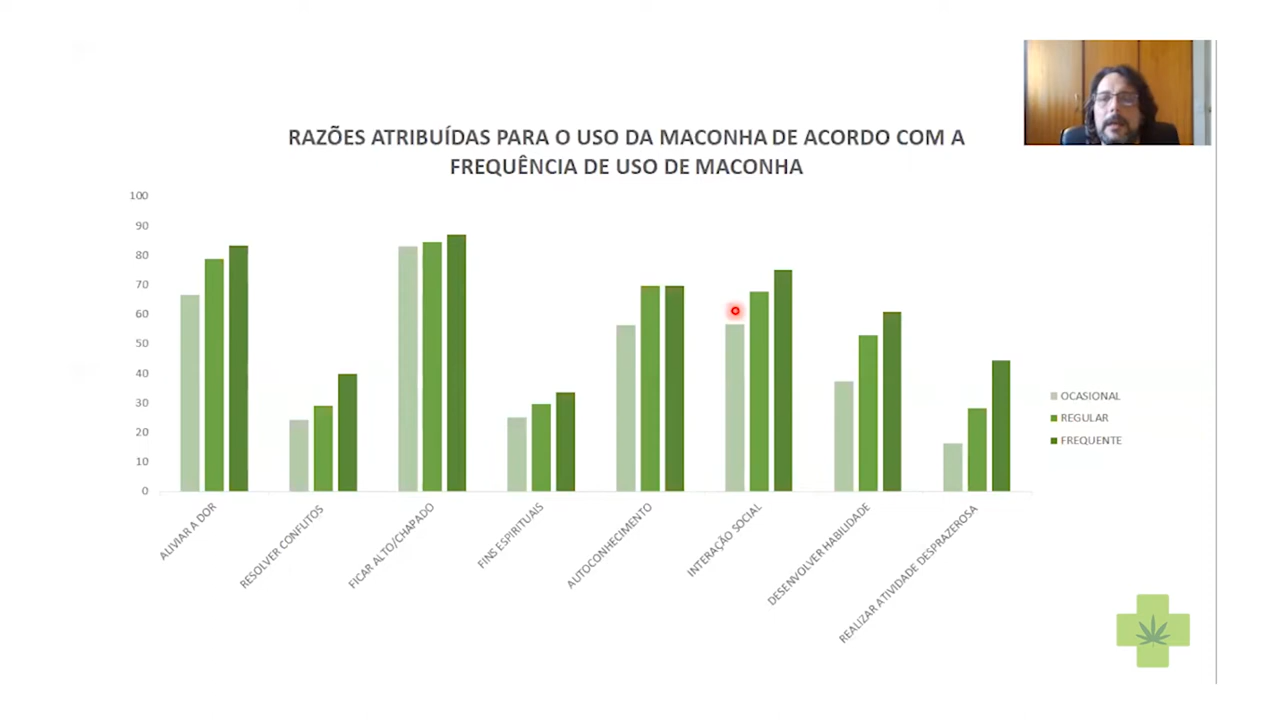 RAZÕES ATRIBUÍDAS PARA O USO DA MACONHA DE ACORDO COM A
FREQUÊNCIA DE USO DE MACONHA
100
90
80
70
60
50
40
30
20
10
0
ALIVIAR A DOR
RESOLVER CONFLITOS
FICAR ALTO/CHAPADO
FINS ESPIRITUAIS
AUTOCONHECIMENTO
INTERAÇÃO SOCIAL
DESENVOLVER HABILIDADE
REALIZAR ATIVIDADE DESPRAZEROSA
OCASIONAL
REGULAR
FREQUENTE